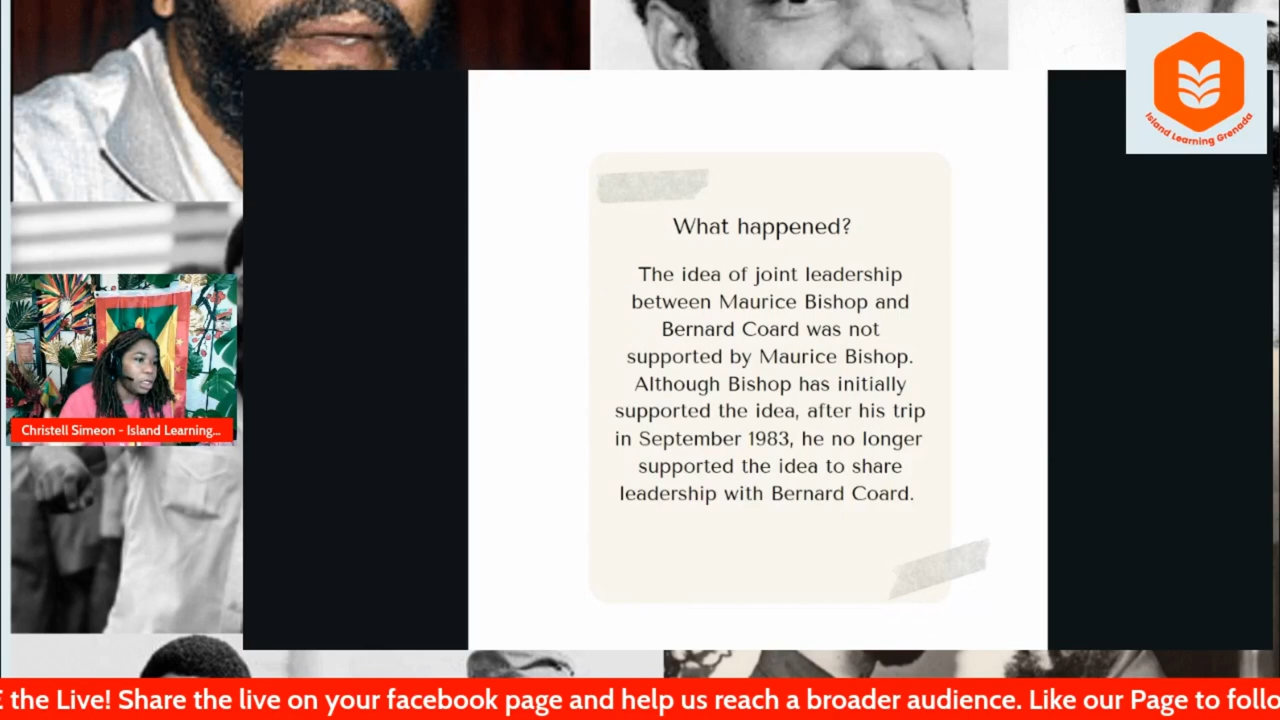 Island Learning Grenada
What happened?
The idea of joint leadership
between Maurice Bishop and
Bernard Coard was not
supported by Maurice Bishop.
Although Bishop has initially
supported the idea, after his trip
in September 1983, he no longer
supported the idea to share
leadership with Bernard Coard.
Christell Simeon - Island Learning...
E the Live! Share the live on your facebook page and help us reach a broader audience. Like our Page to follo